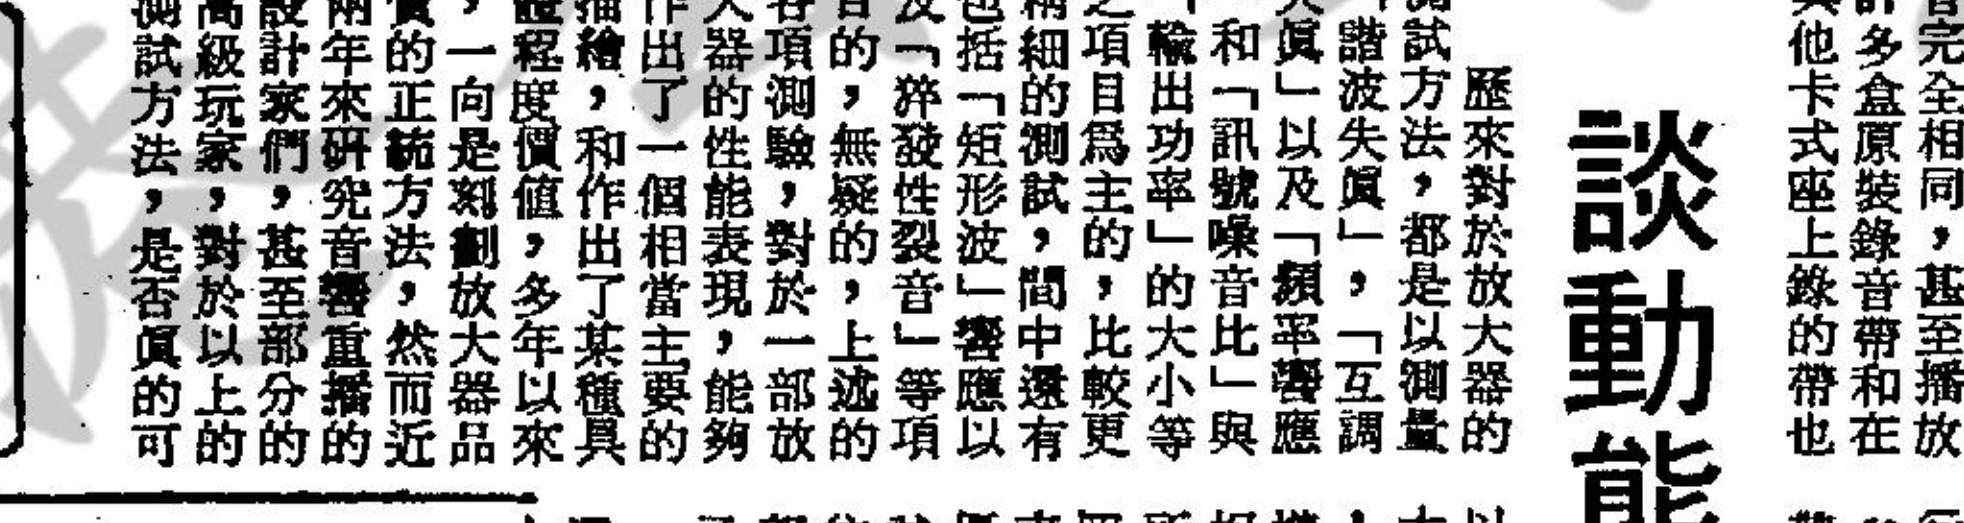 完全相同，甚至播放
多盒原裝錄音帶和在
他卡式座上錄的帶也
談動能
歷來對於放大器的
測試方法，都是以測量
「諧波失眞」，「互調
失眞」以及「頻率響應
和「訊號噪音比」與
「輸出功率」的大小等
之項目爲主的，比較更
精細的測試，間中還有
包括「矩形波」響應以
及「猝發性裂音」等項
目的，無疑的，上述的
各項測驗，對於一部放
大器的性能表現，能夠
作出了一個相當主要的
描繪，和作出了某種具
程度價值，多年以來
，一向是刻劃放大器品
質的正統方法，然而近
兩年來研究音響重播的
設計家們，甚至部分的
高級玩家，對於以上的
測試方法，是否眞的可